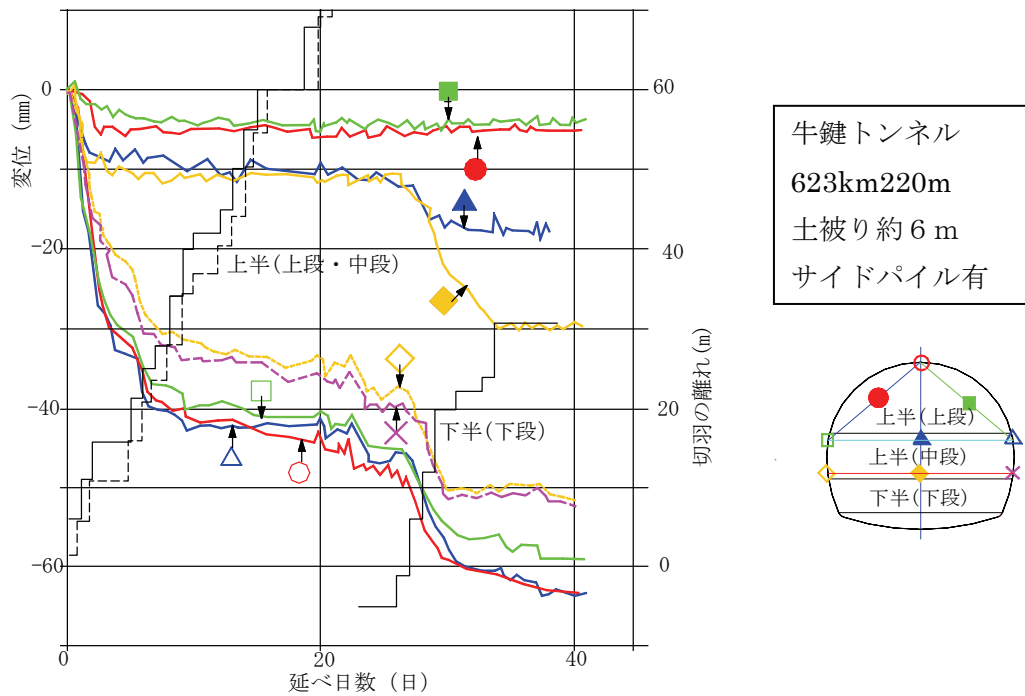 変位 (mm)
0
−20
−40
−60
0
20
40
延べ日数 (日)
60
40
20
0
切羽の離れ(m)
上半(上段・中段)
下半(下段)
牛鍵トンネル
623km220m
土被り約６ｍ
サイドパイル有
上半(上段)
上半(中段)
下半(下段)